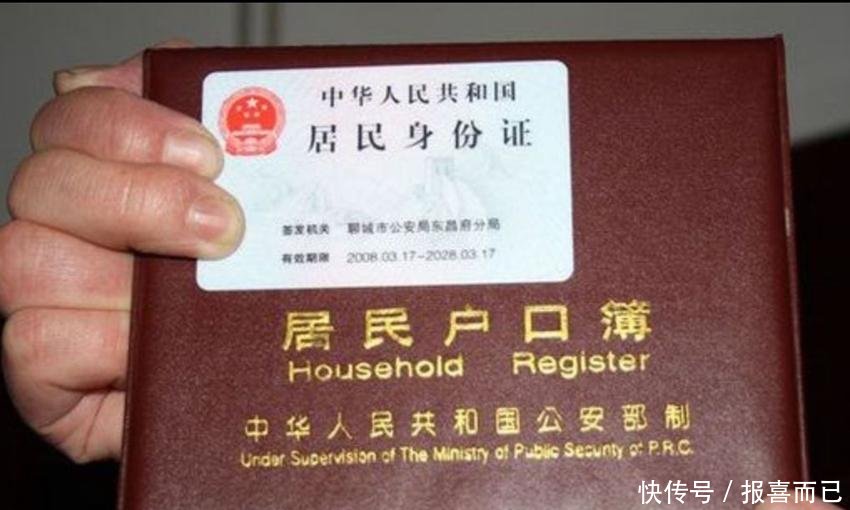 中华人民共和国
居民身份证
签发机关 聊城市公安局东昌府分局
有效期限 2008.03.17-2028.03.17
居民户口簿
Household Register
中华人民共和国公安部制
Under Supervision of The Ministry of Public Security of P.R.C.
快传号 / 报喜而已